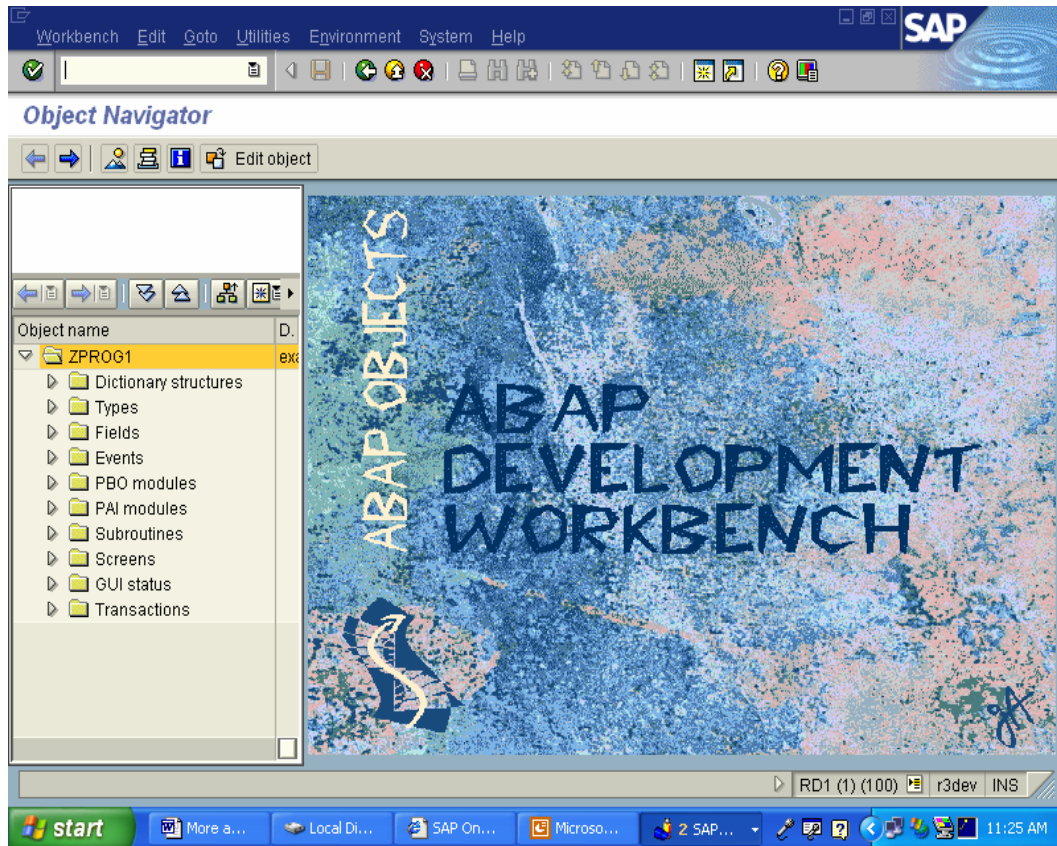 Workbench Edit Goto Utilities Environment System Help
SAP
Object Navigator
Edit object
Object name D.
ZPROG1 exa
Dictionary structures
Types
Fields
Events
PBO modules
PAI modules
Subroutines
Screens
GUI status
Transactions
ABAP OBJECTS
ABAP
DEVELOPMENT
WORKBENCH
RD1 (1) (100) r3dev INS
start More a... Local Di... SAP On... Microso... 2 SAP... 11:25 AM